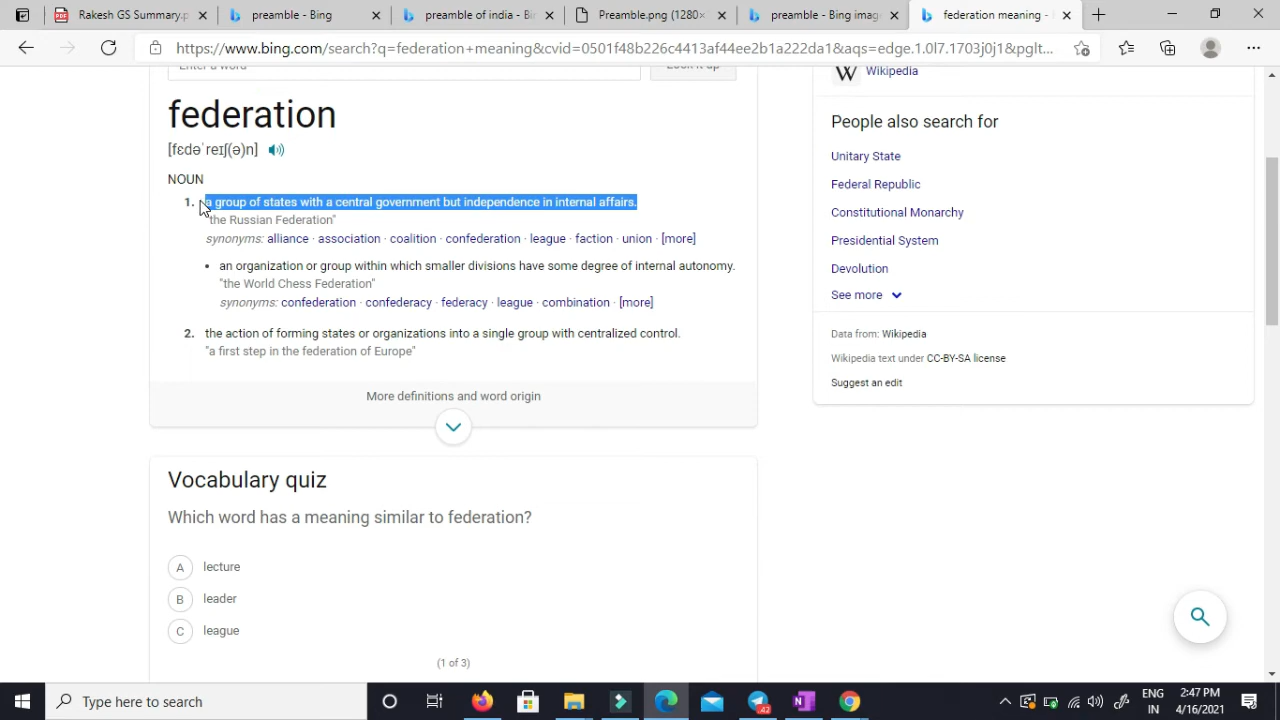 Rakesh GS Summary.p
preamble - Bing
preamble of india - Bi
Preamble.png (1280×
preamble - Bing imag
federation meaning -
https://www.bing.com/search?q=federation+meaning&cvid=0501f48b226c4413af44ee2b1a222da1&aqs=edge.1.0l7.1703j0j1&pglt...
Enter a word
Look it up
W Wikipedia
federation
[fɛdəˈreɪʃ(ə)n]
NOUN
1. a group of states with a central government but independence in internal affairs.
"the Russian Federation"
synonyms: alliance · association · coalition · confederation · league · faction · union · [more]
• an organization or group within which smaller divisions have some degree of internal autonomy.
"the World Chess Federation"
synonyms: confederation · confederacy · federacy · league · combination · [more]
2. the action of forming states or organizations into a single group with centralized control.
"a first step in the federation of Europe"
More definitions and word origin
People also search for
Unitary State
Federal Republic
Constitutional Monarchy
Presidential System
Devolution
See more
Data from: Wikipedia
Wikipedia text under CC-BY-SA license
Suggest an edit
Vocabulary quiz
Which word has a meaning similar to federation?
A lecture
B leader
C league
(1 of 3)
Type here to search
42
ENG
IN
2:47 PM
4/16/2021